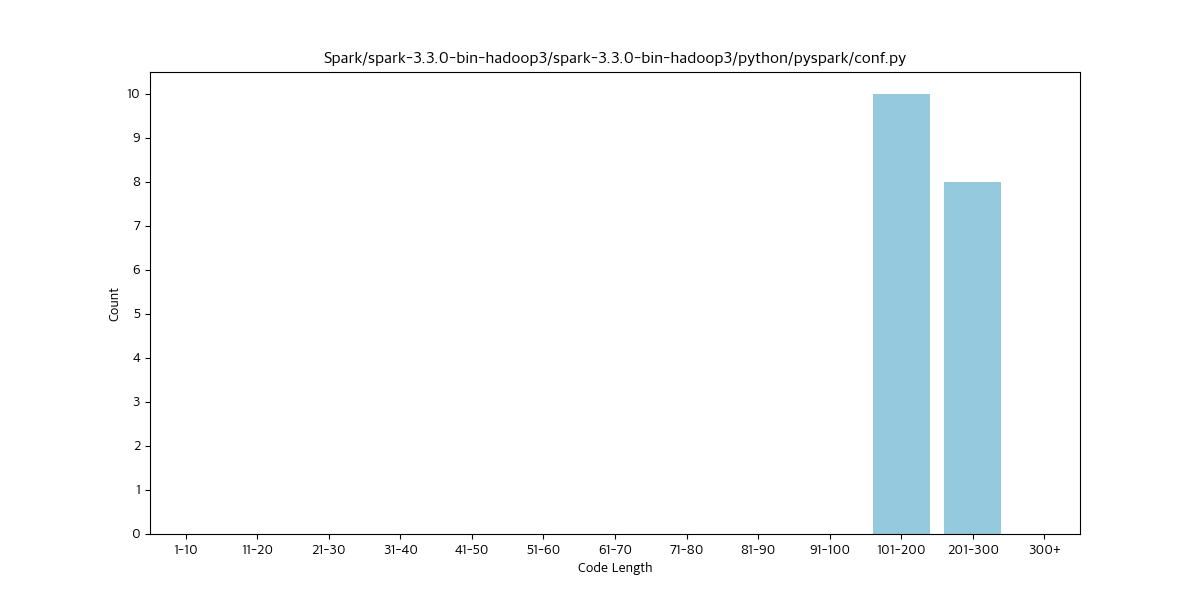 Spark/spark-3.3.0-bin-hadoop3/spark-3.3.0-bin-hadoop3/python/pyspark/conf.py
10
9
8
7
6
5
4
3
2
1
0
Count
1-10 11-20 21-30 31-40 41-50 51-60 61-70 71-80 81-90 91-100 101-200 201-300 300+
Code Length